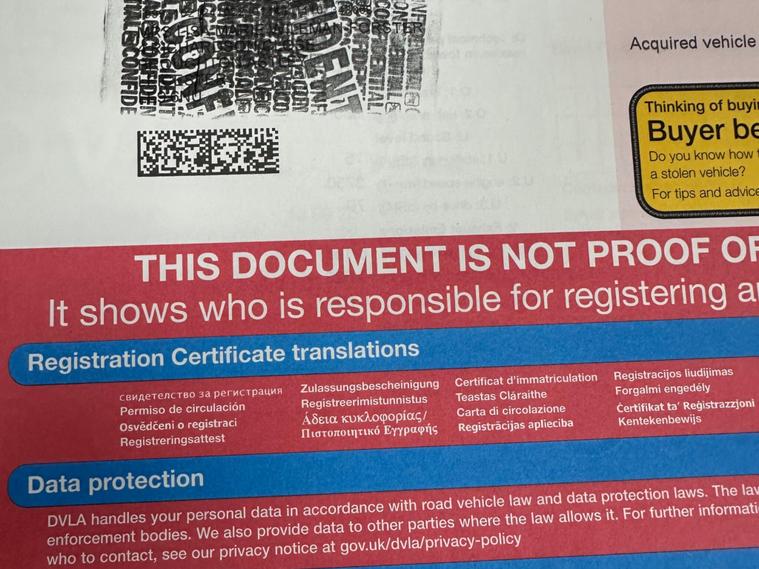 Acquired vehicle
Thinking of buyi
Buyer be
Do you know how t
a stolen vehicle?
For tips and advice
THIS DOCUMENT IS NOT PROOF OF
It shows who is responsible for registering a
Registration Certificate translations
свидетелство за регистрация
Permiso de circulación
Osvědčení o registraci
Registreringsattest
Zulassungsbescheinigung
Registreerimistunnistus
Άδεια κυκλοφορίας/
Πιστοποιητικό Εγγραφής
Certificat d'immatriculation
Teastas Cláraithe
Carta di circolazione
Reģistrācijas apliecība
Registracijos liudijimas
Forgalmi engedély
Ċertifikat ta' Reġistrazzjoni
Kentekenbewijs
Data protection
DVLA handles your personal data in accordance with road vehicle law and data protection laws. The law
enforcement bodies. We also provide data to other parties where the law allows it. For further informati
who to contact, see our privacy notice at gov.uk/dvla/privacy-policy